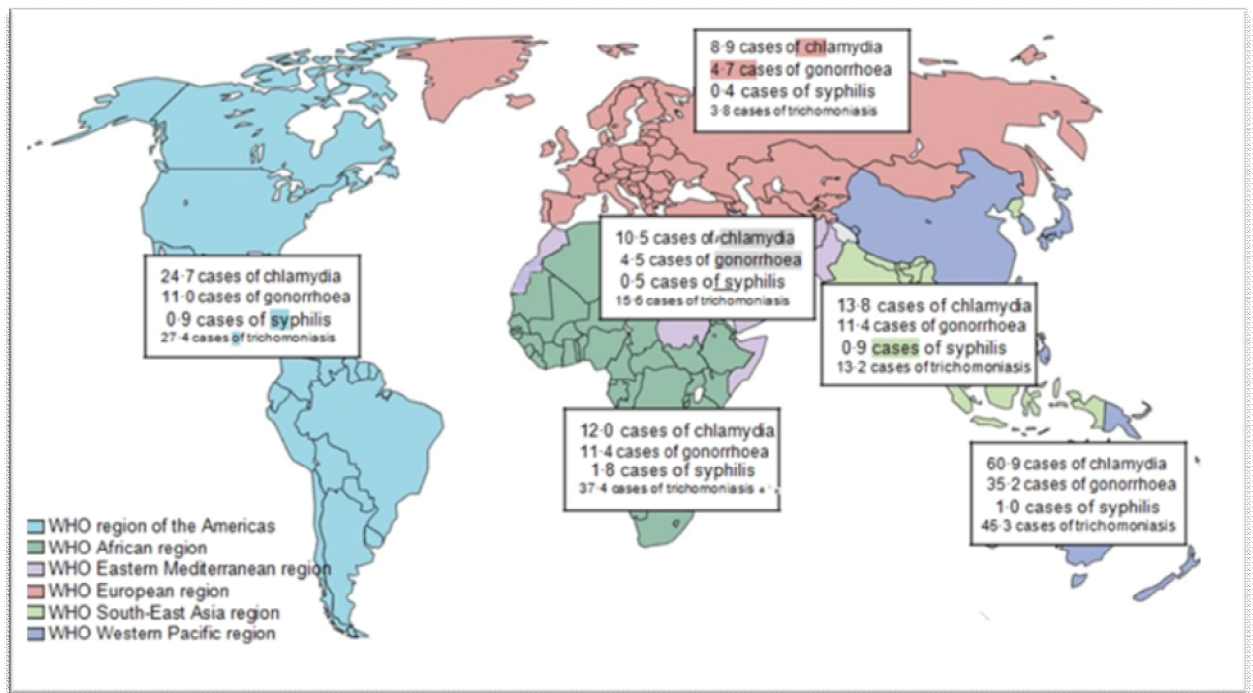 8·9 cases of chlamydia
4·7 cases of gonorrhoea
0·4 cases of syphilis
3·8 cases of trichomoniasis
10·5 cases of chlamydia
4·5 cases of gonorrhoea
0·5 cases of syphilis
15·6 cases of trichomoniasis
24·7 cases of chlamydia
11·0 cases of gonorrhoea
0·9 cases of syphilis
27·4 cases of trichomoniasis
13·8 cases of chlamydia
11·4 cases of gonorrhoea
0·9 cases of syphilis
13·2 cases of trichomoniasis
12·0 cases of chlamydia
11·4 cases of gonorrhoea
1·8 cases of syphilis
37·4 cases of trichomoniasis
60·9 cases of chlamydia
35·2 cases of gonorrhoea
1·0 cases of syphilis
45·3 cases of trichomoniasis
WHO region of the Americas
WHO African region
WHO Eastern Mediterranean region
WHO European region
WHO South-East Asia region
WHO Western Pacific region